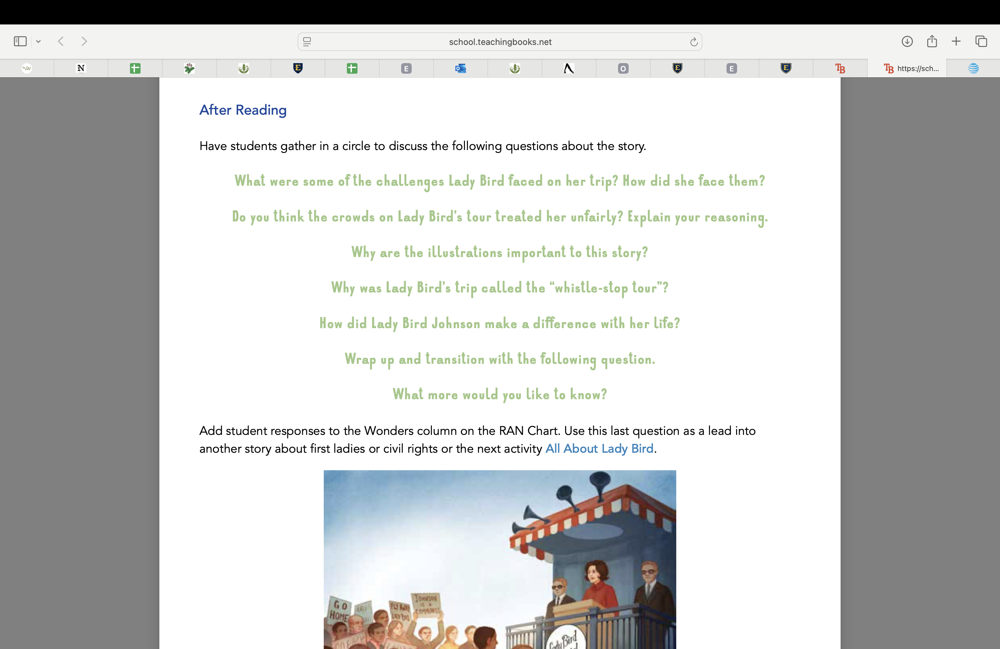 school.teachingbooks.net
N
E
E
O
E
E
E
TB
TB https://sch...
After Reading
Have students gather in a circle to discuss the following questions about the story.
What were some of the challenges Lady Bird faced on her trip? How did she face them?
Do you think the crowds on Lady Bird's tour treated her unfairly? Explain your reasoning.
Why are the illustrations important to this story?
Why was Lady Bird's trip called the “whistle-stop tour”?
How did Lady Bird Johnson make a difference with her life?
Wrap up and transition with the following question.
What more would you like to know?
Add student responses to the Wonders column on the RAN Chart. Use this last question as a lead into
another story about first ladies or civil rights or the next activity All About Lady Bird.
GO
HOME
FLY AWAY
LADY BIRD
JOHNSON
IS A
COMMUNIST
Lady Bird